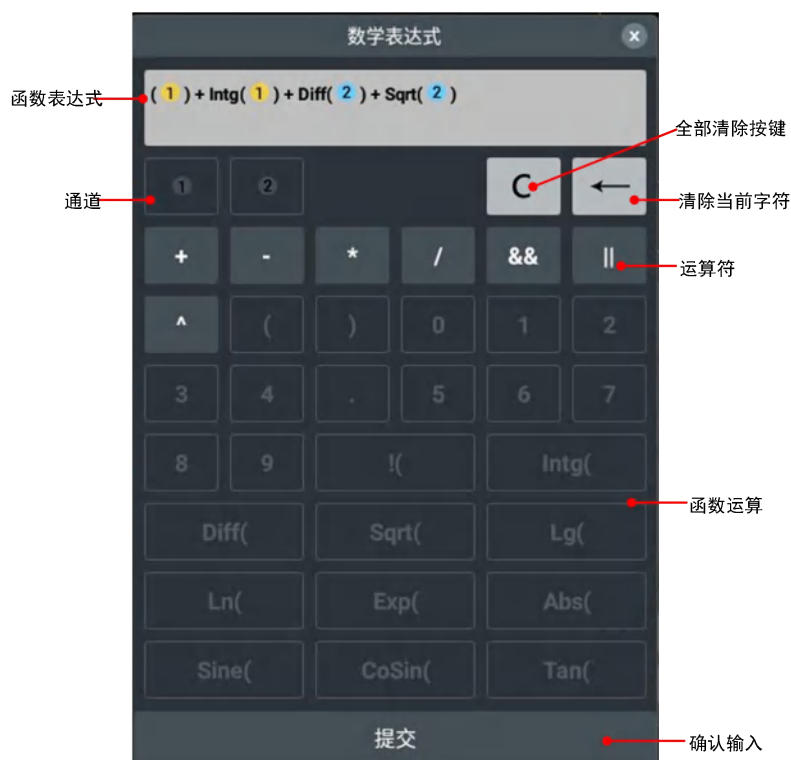 数学表达式
函数表达式
( 1 ) + Intg( 1 ) + Diff( 2 ) + Sqrt( 2 )
全部清除按键
通道
1 2 C ←
清除当前字符
+ - * / && ||
运算符
^ ( ) 0 1 2
3 4 . 5 6 7
8 9 !( Intg(
函数运算
Diff( Sqrt( Lg(
Ln( Exp( Abs(
Sine( CoSin( Tan(
提交
确认输入